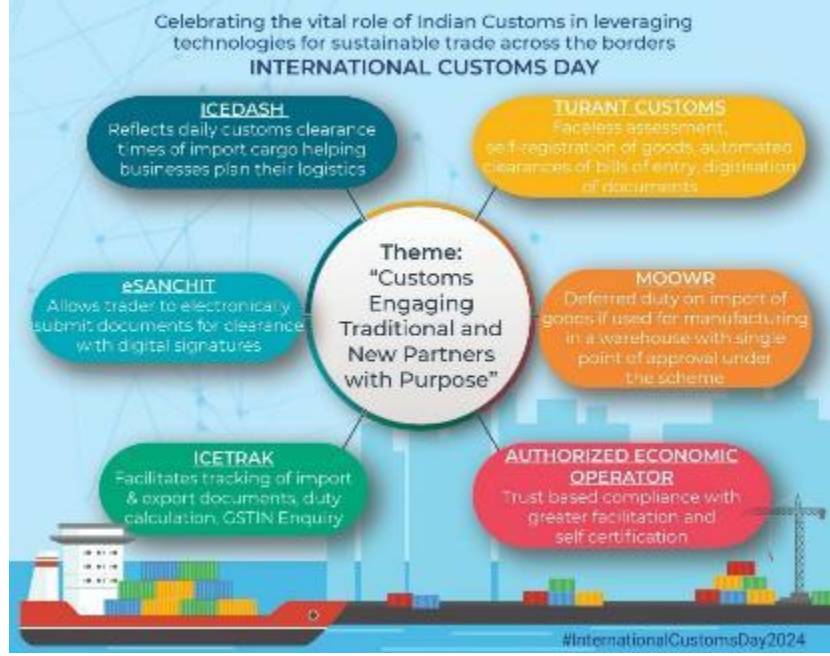 Celebrating the vital role of Indian Customs in leveraging
technologies for sustainable trade across the borders
INTERNATIONAL CUSTOMS DAY
ICEDASH
Reflects daily customs clearance
times of import cargo helping
businesses plan their logistics
TURANT CUSTOMS
Faceless assessment,
self-registration of goods, automated
clearances of bills of entry, digitisation
of documents
Theme:
“Customs
Engaging
Traditional and
New Partners
with Purpose”
eSANCHIT
Allows trader to electronically
submit documents for clearance
with digital signatures
MOOWR
Deferred duty on import of
goods if used for manufacturing
in a warehouse with single
point of approval under
the scheme
ICETRAK
Facilitates tracking of import
& export documents, duty
calculation, GSTIN Enquiry
AUTHORIZED ECONOMIC
OPERATOR
Trust based compliance with
greater facilitation and
self certification
#InternationalCustomsDay2024